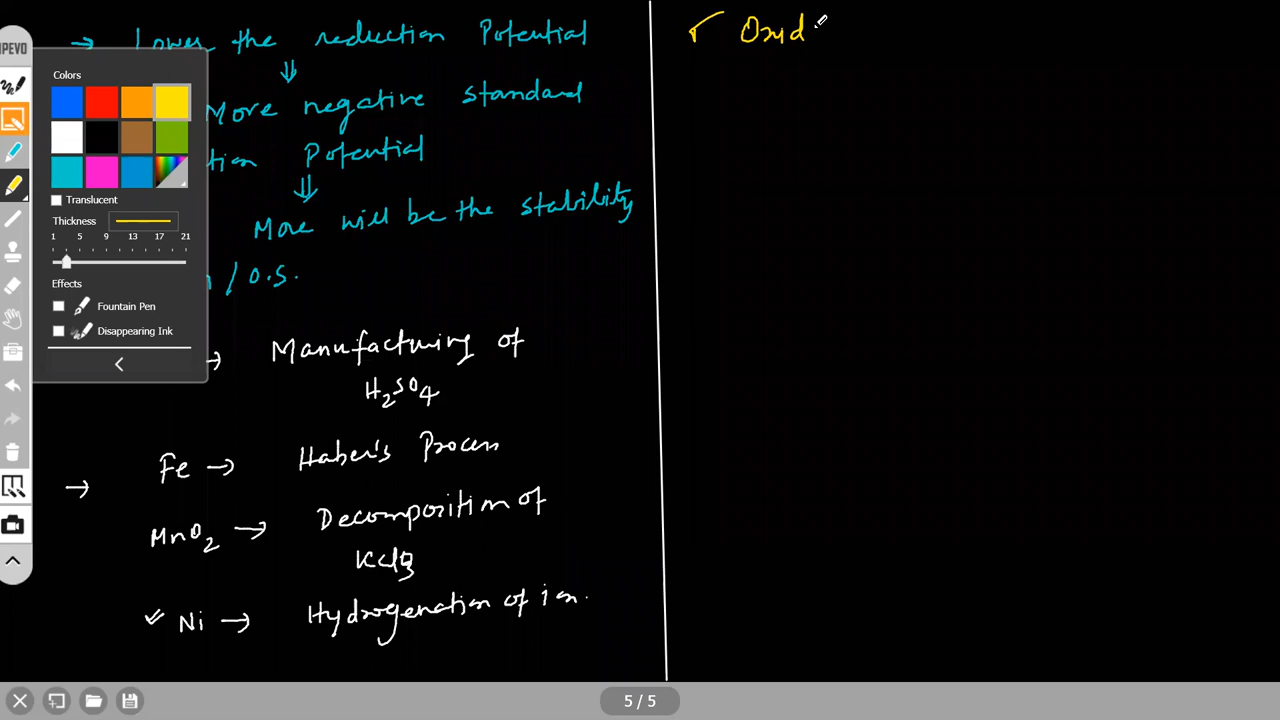 IPEVO
Colors
Translucent
Thickness
1 5 9 13 17 21
Effects
Fountain Pen
Disappearing Ink
→ Lower the reduction Potential
⇓
More negative standard
tion Potential
⇓
More will be the stability
/ O.S.
→ Manufacturing of
H₂SO₄
→ Fe → Haber's Process
MnO₂ → Decomposition of
KClO₃
✓ Ni → Hydrogenation of ion.
✓ Oxid
5 / 5